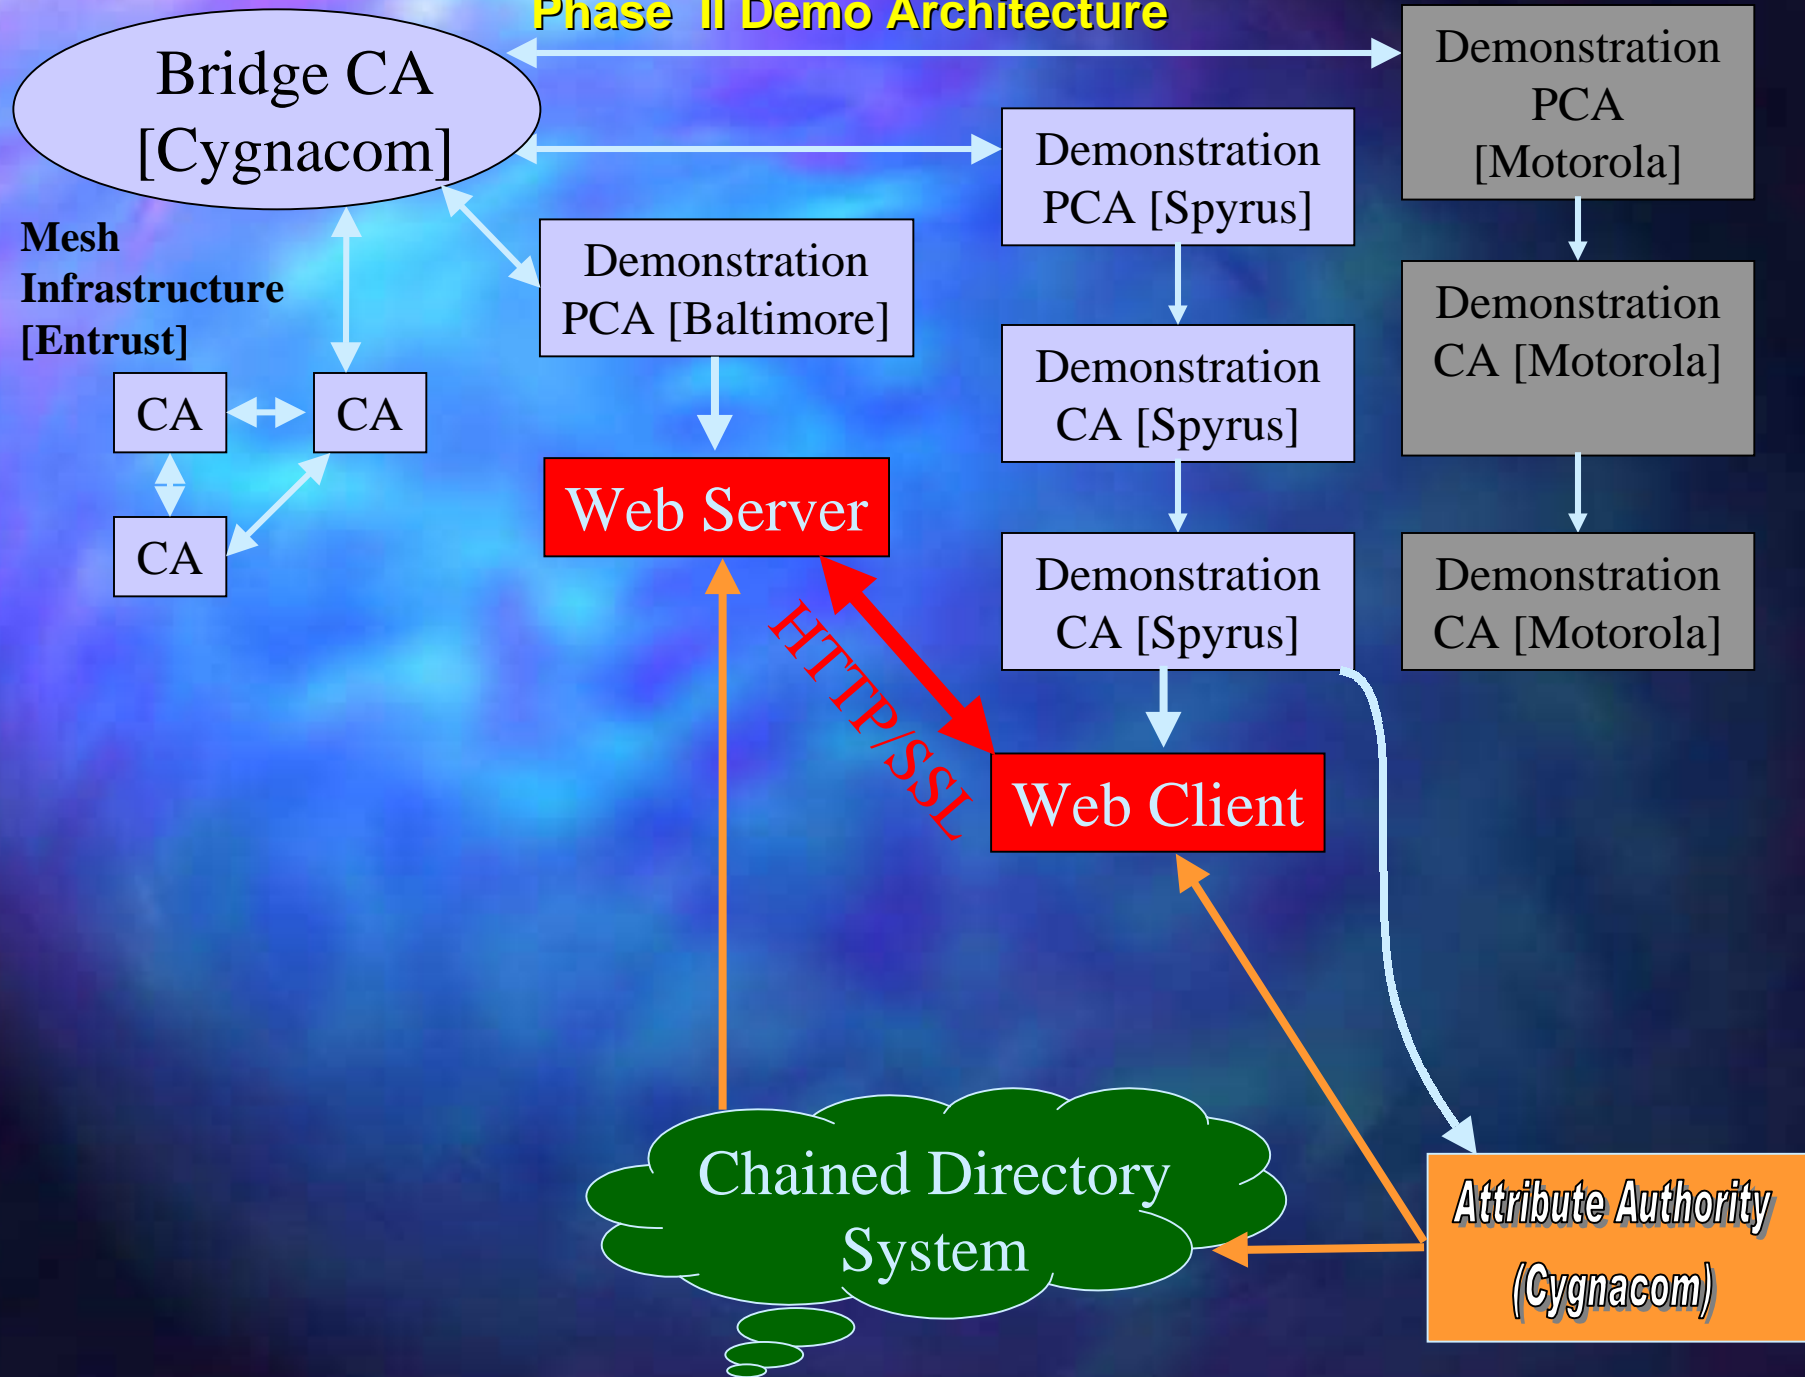 Phase II Demo Architecture
Bridge CA
[Cygnacom]
Demonstration
PCA
[Motorola]
Demonstration
PCA [Spyrus]
Mesh
Infrastructure
[Entrust]
Demonstration
PCA [Baltimore]
Demonstration
CA [Motorola]
Demonstration
CA [Spyrus]
CA
CA
CA
Web Server
Demonstration
CA [Spyrus]
Demonstration
CA [Motorola]
HTTP/SSL
Web Client
Chained Directory
System
Attribute Authority
(Cygnacom)